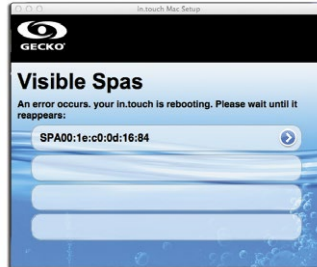 in.touch Mac Setup
GECKO
Visible Spas
An error occurs. your in.touch is rebooting. Please wait until it
reappears:
SPA00:1e:c0:0d:16:84